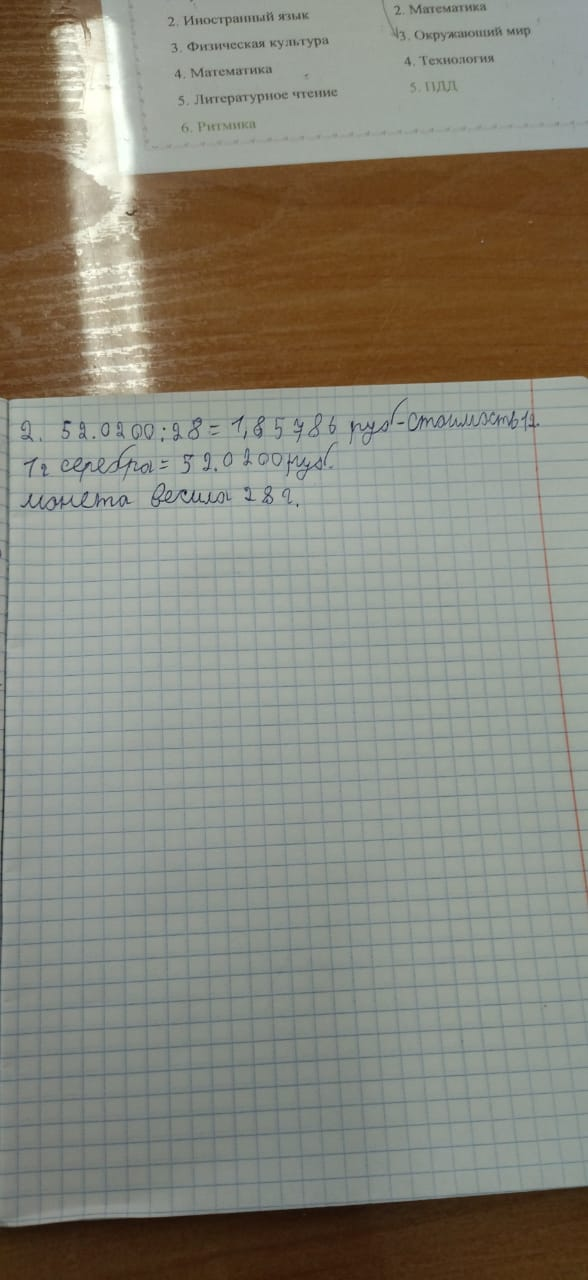 2. Иностранный язык
3. Физическая культура
4. Математика
5. Литературное чтение
6. Ритмика
2. Математика
3. Окружающий мир
4. Технология
5. ПДД
2. 52.0200:28 = 1,85786 руб-стоимость 1г.
1г серебра = 52.0200 руб.
монета весила 28 г.